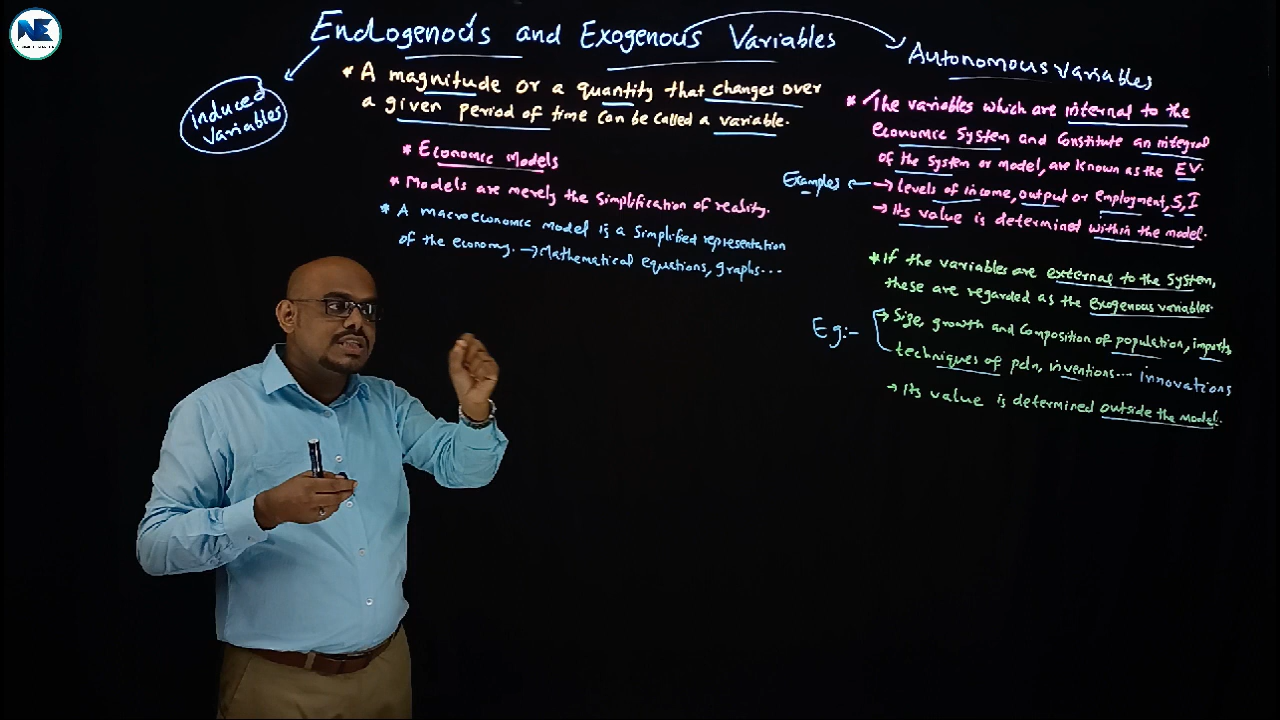 NE
Endogenous and Exogenous Variables
Induced
Variables
Autonomous Variables
* A magnitude or a quantity that changes over
a given period of time can be called a variable.
* Economic Models
* Models are merely the simplification of reality.
* A macroeconomic model is a simplified representation
of the economy. → Mathematical equations, graphs...
* The variables which are internal to the
economic system and constitute an integral
of the system or model, are known as the EV.
Examples → levels of income, output or employment, S, I
→ Its value is determined within the model.
* If the variables are external to the system,
these are regarded as the exogenous variables.
Eg:- → Size, growth and composition of population, imports,
techniques of pdn, inventions... innovations
→ Its value is determined outside the model.